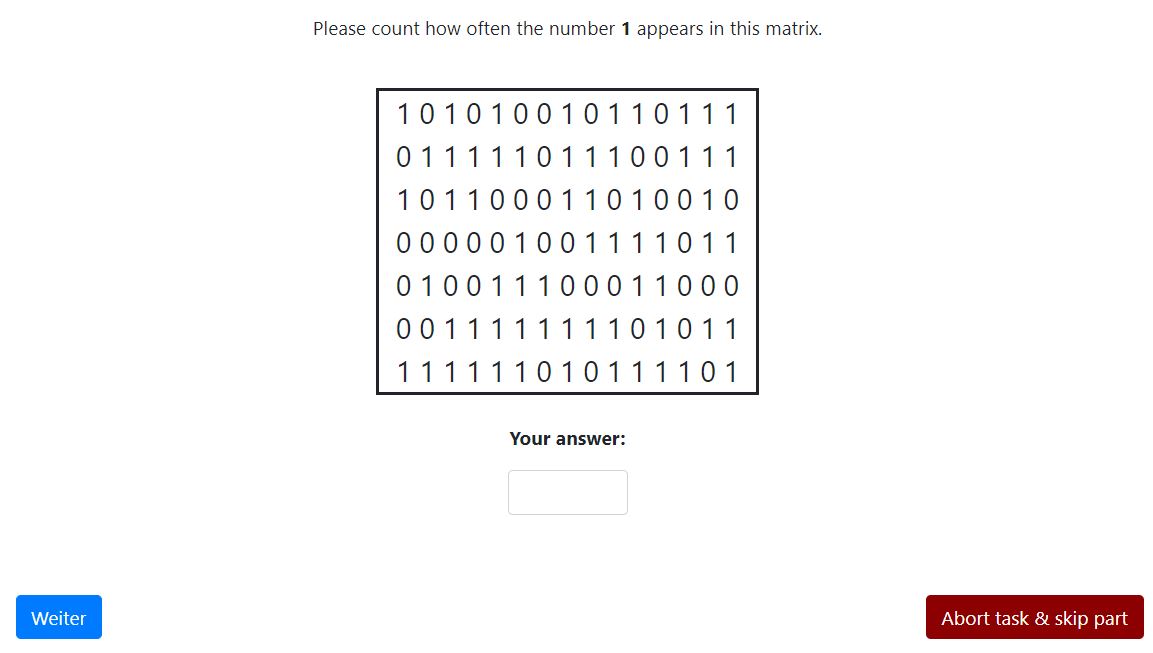 Please count how often the number 1 appears in this matrix.
1 0 1 0 1 0 0 1 0 1 1 0 1 1 1
0 1 1 1 1 1 0 1 1 1 0 0 1 1 1
1 0 1 1 0 0 0 1 1 0 1 0 0 1 0
0 0 0 0 0 1 0 0 1 1 1 1 0 1 1
0 1 0 0 1 1 1 0 0 0 1 1 0 0 0
0 0 1 1 1 1 1 1 1 1 0 1 0 1 1
1 1 1 1 1 1 0 1 0 1 1 1 1 0 1
Your answer:
Weiter
Abort task & skip part